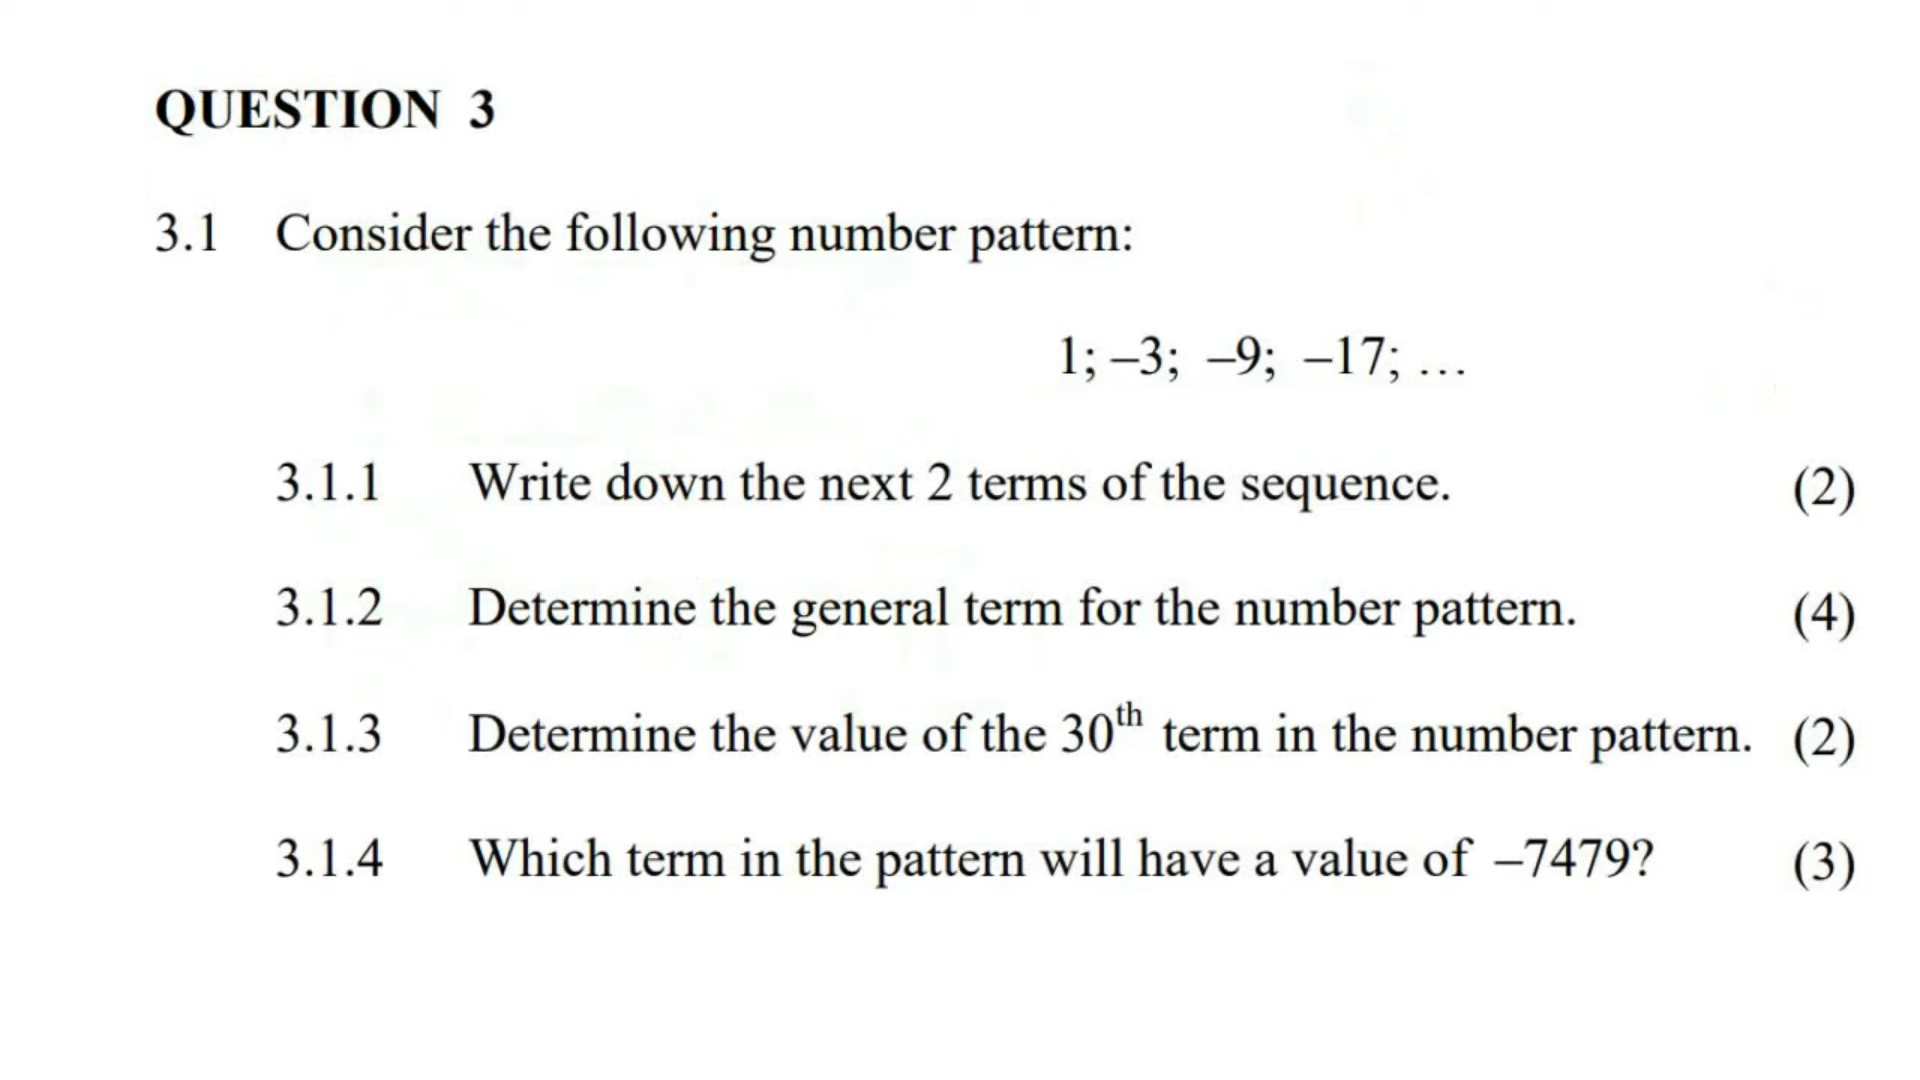 QUESTION 3
3.1 Consider the following number pattern:
1; –3; –9; –17; …
3.1.1 Write down the next 2 terms of the sequence. (2)
3.1.2 Determine the general term for the number pattern. (4)
3.1.3 Determine the value of the 30th term in the number pattern. (2)
3.1.4 Which term in the pattern will have a value of –7479? (3)